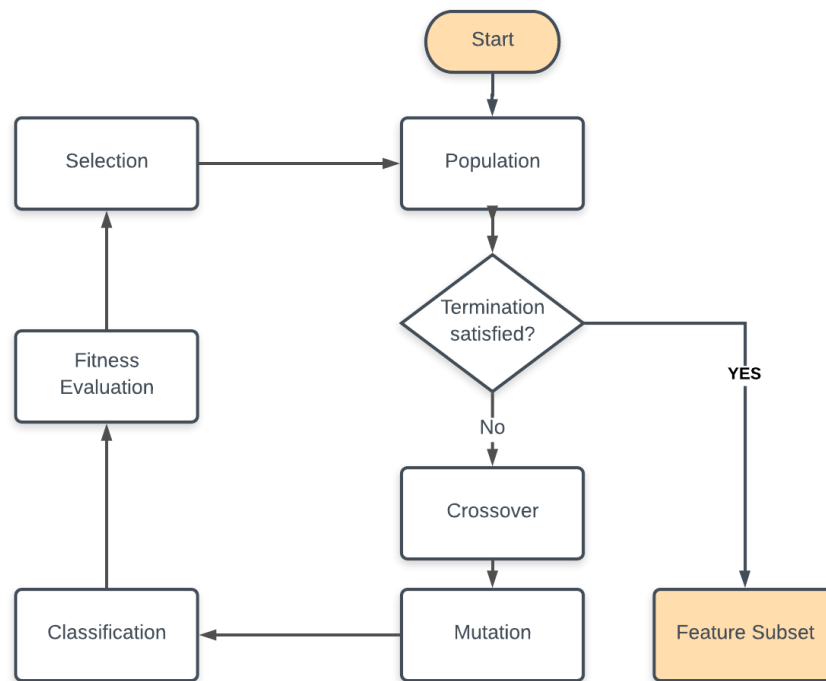 Start
Selection
Population
Termination
satisfied?
Fitness
Evaluation
YES
No
Crossover
Classification
Mutation
Feature Subset